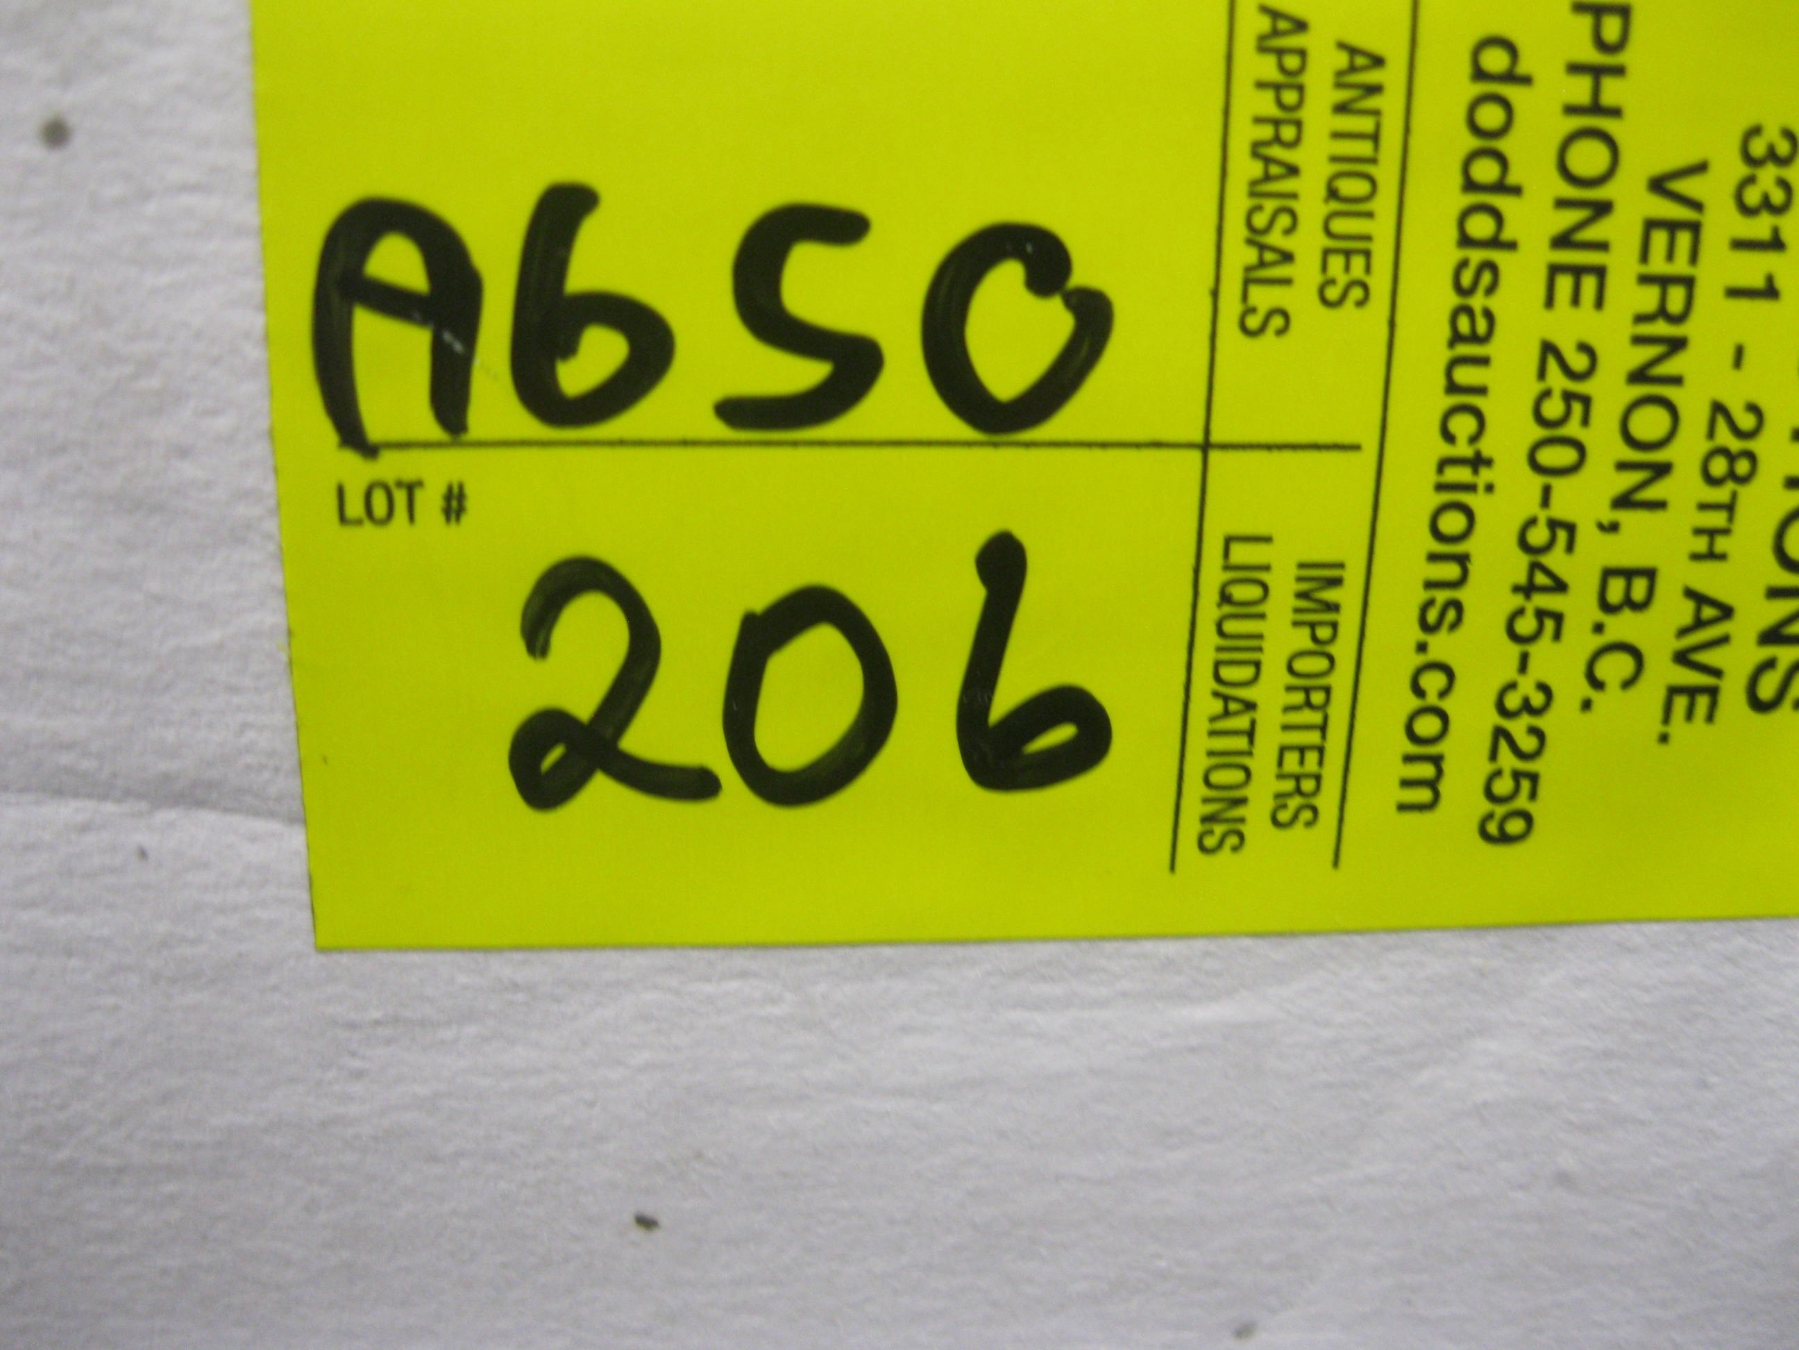 A650
LOT #
206
ANTIQUES
APPRAISALS
IMPORTERS
LIQUIDATIONS
3311 - 28TH AVE.
VERNON, B.C.
PHONE 250-545-3259
doddsauctions.com